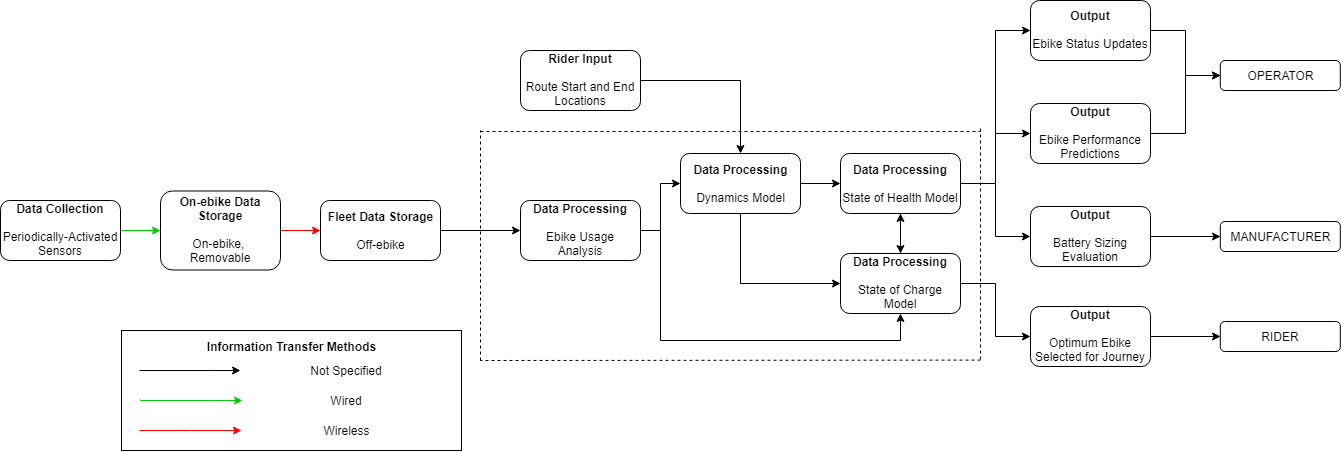 Output
Ebike Status Updates
Rider Input
Route Start and End
Locations
OPERATOR
Output
Ebike Performance
Predictions
Data Processing
Dynamics Model
Data Processing
State of Health Model
Data Collection
Periodically-Activated
Sensors
On-ebike Data
Storage
On-ebike,
Removable
Fleet Data Storage
Off-ebike
Data Processing
Ebike Usage
Analysis
Output
Battery Sizing
Evaluation
MANUFACTURER
Data Processing
State of Charge
Model
Output
Optimum Ebike
Selected for Journey
RIDER
Information Transfer Methods
Not Specified
Wired
Wireless